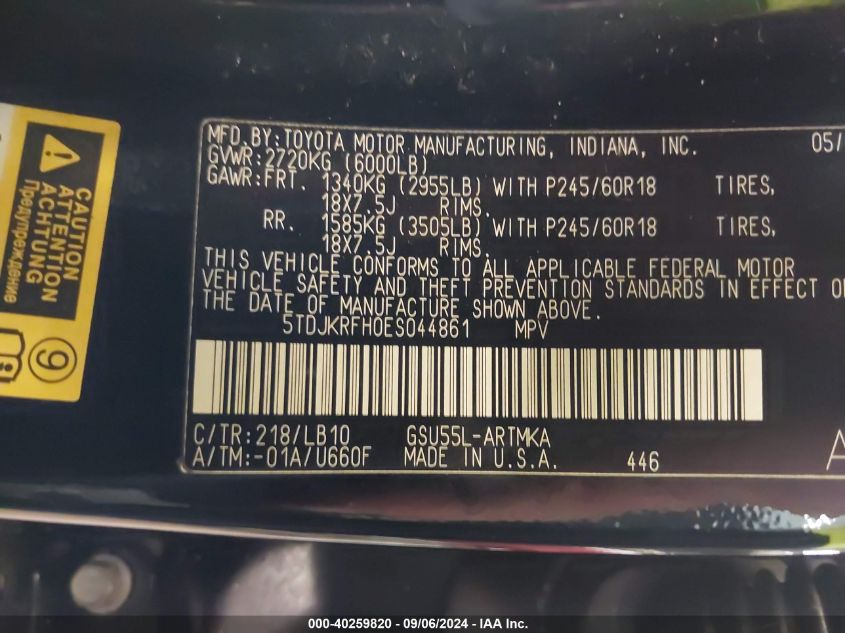 MFD.BY:TOYOTA MOTOR MANUFACTURING, INDIANA, INC. 05/
GVWR:2720KG (6000LB)
GAWR:FRT. 1340KG (2955LB) WITH P245/60R18 TIRES,
18X7.5J RIMS.
RR. 1585KG (3505LB) WITH P245/60R18 TIRES,
18X7.5J RIMS.
THIS VEHICLE CONFORMS TO ALL APPLICABLE FEDERAL MOTOR
VEHICLE SAFETY AND THEFT PREVENTION STANDARDS IN EFFECT
THE DATE OF MANUFACTURE SHOWN ABOVE.
5TDJKRFH0ES044861 MPV
C/TR:218/LB10 GSU55L-ARTMKA
A/TM:-01A/U660F MADE IN U.S.A. 446
A
CAUTION
ATTENTION
ACHTUNG
Предупреждение
9
000-40259820 - 09/06/2024 - IAA Inc.